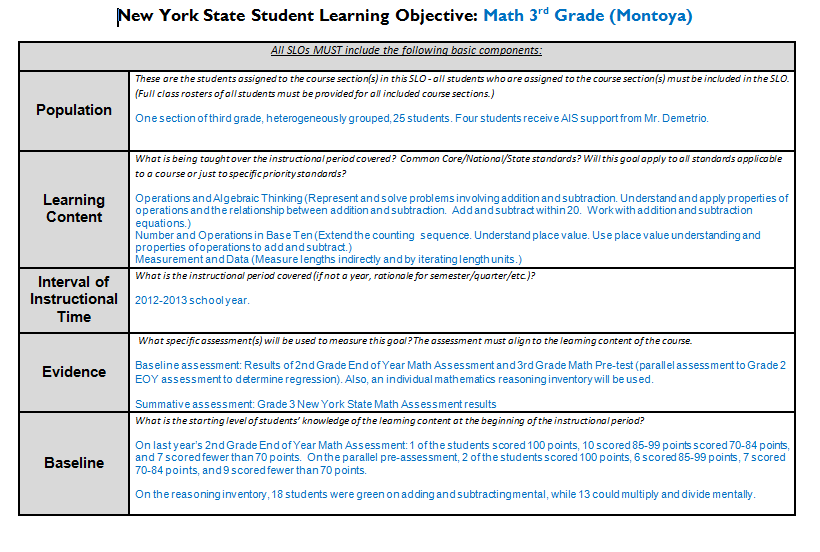 New York State Student Learning Objective: Math 3rd Grade (Montoya)
All SLOs MUST include the following basic components:
Population
These are the students assigned to the course section(s) in this SLO - all students who are assigned to the course section(s) must be included in the SLO.
(Full class rosters of all students must be provided for all included course sections.)
One section of third grade, heterogeneously grouped, 25 students. Four students receive AIS support from Mr. Demetrio.
Learning
Content
What is being taught over the instructional period covered? Common Core/National/State standards? Will this goal apply to all standards applicable
to a course or just to specific priority standards?
Operations and Algebraic Thinking (Represent and solve problems involving addition and subtraction. Understand and apply properties of
operations and the relationship between addition and subtraction. Add and subtract within 20. Work with addition and subtraction
equations.)
Number and Operations in Base Ten (Extend the counting sequence. Understand place value. Use place value understanding and
properties of operations to add and subtract.)
Measurement and Data (Measure lengths indirectly and by iterating length units.)
Interval of
Instructional
Time
What is the instructional period covered (if not a year, rationale for semester/quarter/etc.)?
2012-2013 school year.
Evidence
What specific assessment(s) will be used to measure this goal? The assessment must align to the learning content of the course.
Baseline assessment: Results of 2nd Grade End of Year Math Assessment and 3rd Grade Math Pre-test (parallel assessment to Grade 2
EOY assessment to determine regression). Also, an individual mathematics reasoning inventory will be used.
Summative assessment: Grade 3 New York State Math Assessment results
Baseline
What is the starting level of students' knowledge of the learning content at the beginning of the instructional period?
On last year's 2nd Grade End of Year Math Assessment: 1 of the students scored 100 points, 10 scored 85-99 points scored 70-84 points,
and 7 scored fewer than 70 points. On the parallel pre-assessment, 2 of the students scored 100 points, 6 scored 85-99 points, 7 scored
70-84 points, and 9 scored fewer than 70 points.
On the reasoning inventory, 18 students were green on adding and subtracting mental, while 13 could multiply and divide mentally.